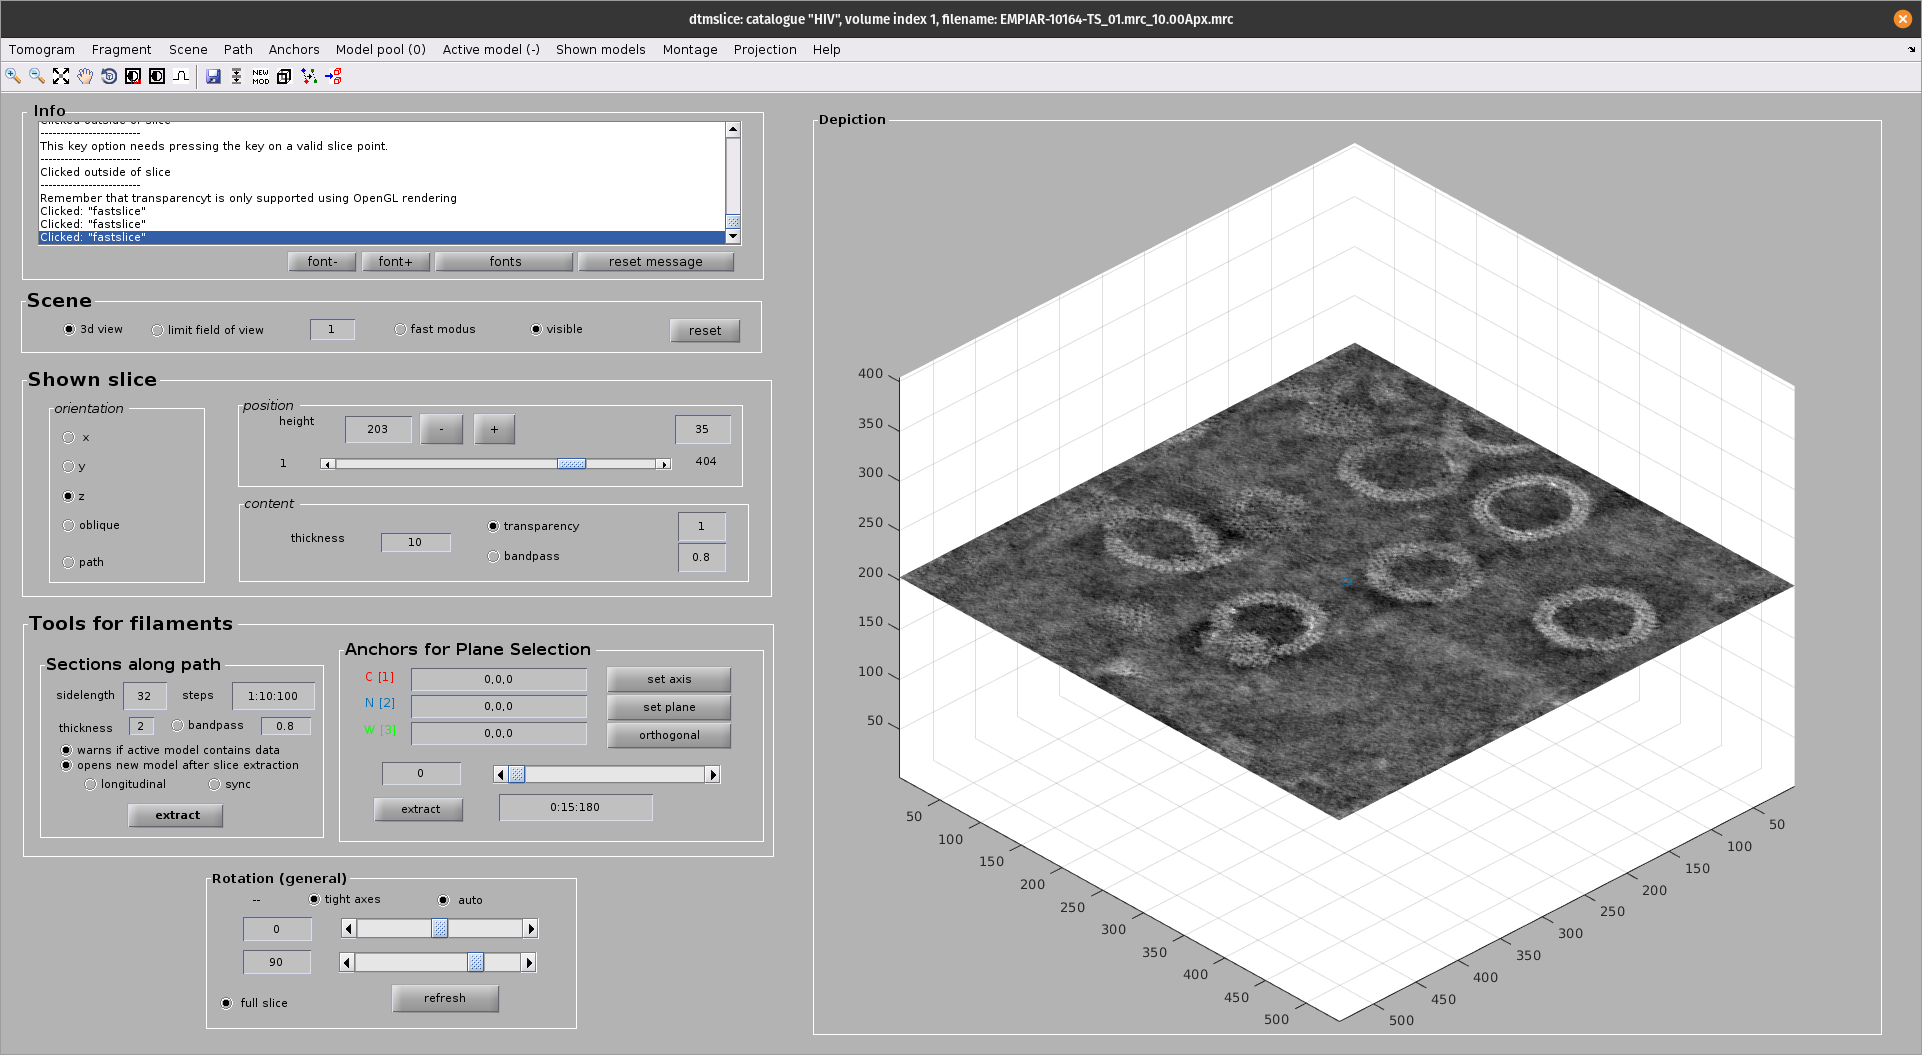 dtmslice: catalogue "HIV", volume index 1, filename: EMPIAR-10164-TS_01.mrc_10.00Apx.mrc
Tomogram Fragment Scene Path Anchors Model pool (0) Active model (-) Shown models Montage Projection Help
NEW
MOD
Info
Clicked outside of slice
-------------------------
This key option needs pressing the key on a valid slice point.
-------------------------
Clicked outside of slice
-------------------------
Remember that transparencyt is only supported using OpenGL rendering
Clicked: "fastslice"
Clicked: "fastslice"
Clicked: "fastslice"
font- font+ fonts reset message
Scene
3d view limit field of view 1 fast modus visible reset
Shown slice
orientation
x
y
z
oblique
path
position
height 203 - + 35
1 404
content
thickness 10 transparency 1
bandpass 0.8
Tools for filaments
Sections along path
sidelength 32 steps 1:10:100
thickness 2 bandpass 0.8
warns if active model contains data
opens new model after slice extraction
longitudinal sync
extract
Anchors for Plane Selection
C [1] 0,0,0 set axis
N [2] 0,0,0 set plane
W [3] 0,0,0 orthogonal
0
extract 0:15:180
Rotation (general)
-- tight axes auto
0
90
full slice refresh
Depiction
400
350
300
250
200
150
100
50
50
100
150
200
250
300
350
400
450
500
50
100
150
200
250
300
350
400
450
500